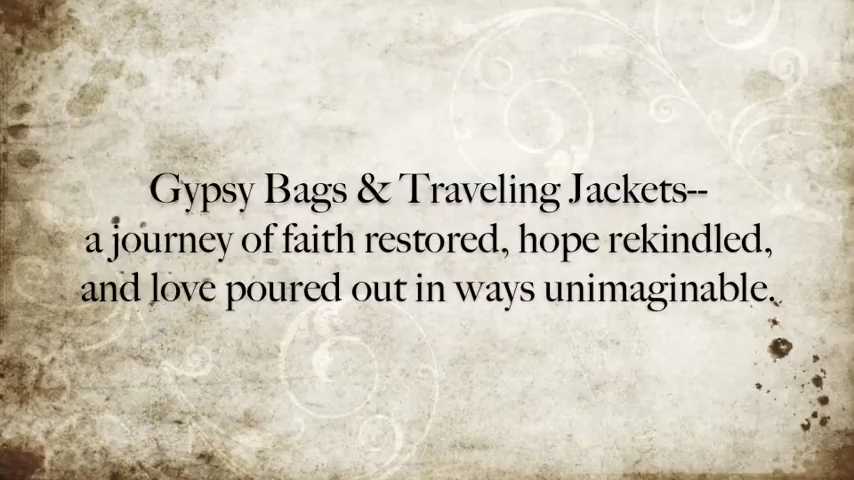 Gypsy Bags & Traveling Jackets--
a journey of faith restored, hope rekindled,
and love poured out in ways unimaginable.